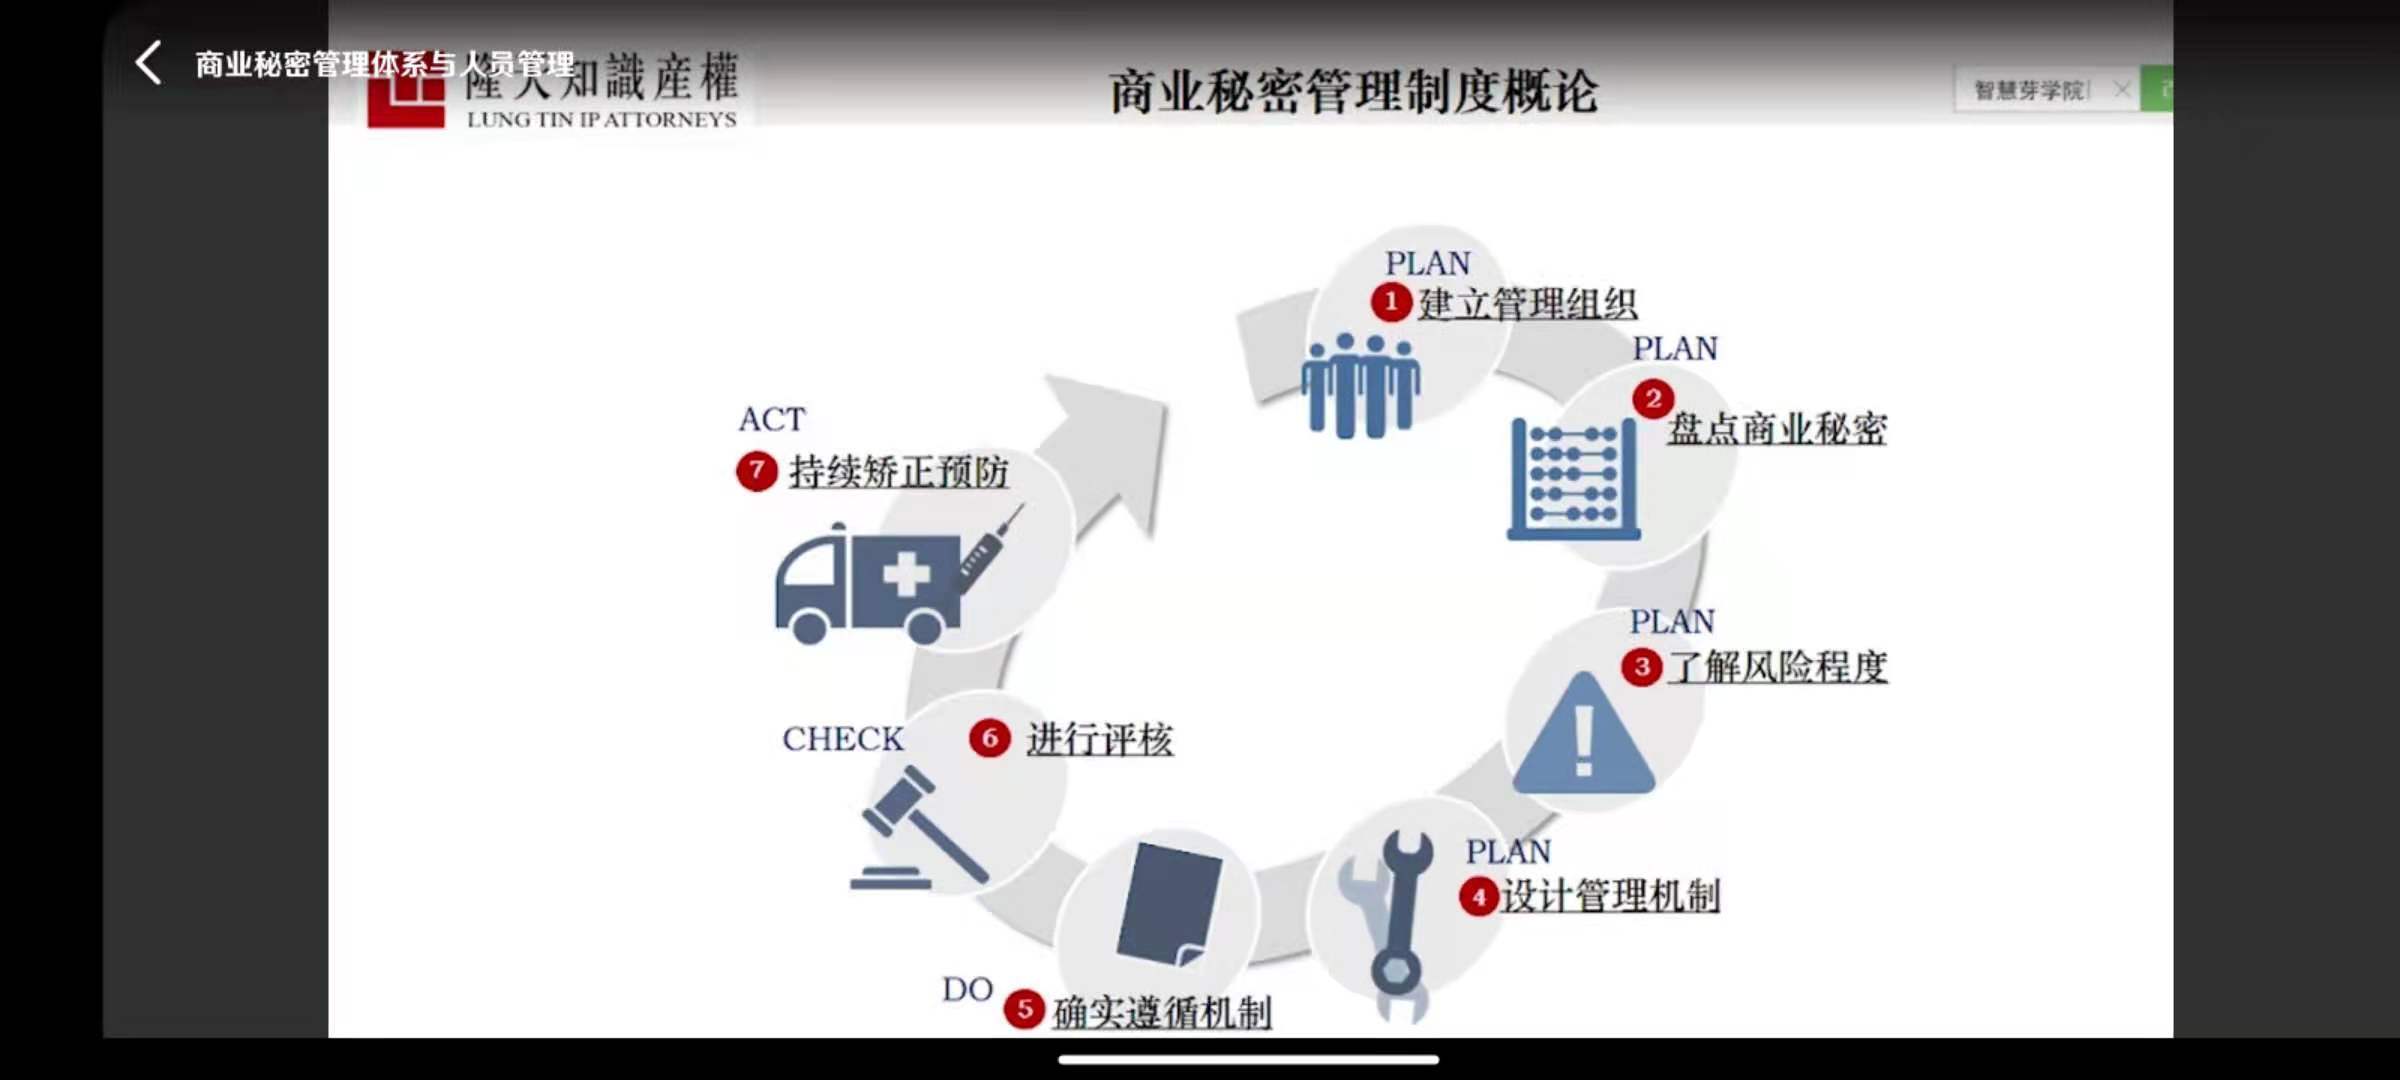 商业秘密管理体系与人员管理
隆天知識産權
LUNG TIN IP ATTORNEYS
商业秘密管理制度概论
智慧芽学院
PLAN
1 建立管理组织
PLAN
2 盘点商业秘密
PLAN
3 了解风险程度
PLAN
4 设计管理机制
DO
5 确实遵循机制
CHECK
6 进行评核
ACT
7 持续矫正预防